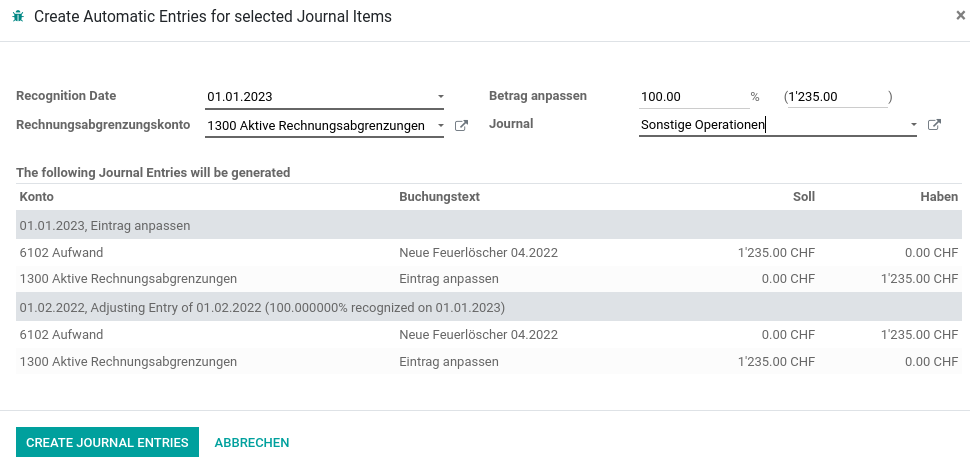 Create Automatic Entries for selected Journal Items ×
Recognition Date 01.01.2023 Betrag anpassen 100.00 % (1'235.00 )
Rechnungsabgrenzungskonto 1300 Aktive Rechnungsabgrenzungen Journal Sonstige Operationen
The following Journal Entries will be generated
Konto Buchungstext Soll Haben
01.01.2023, Eintrag anpassen
6102 Aufwand Neue Feuerlöscher 04.2022 1'235.00 CHF 0.00 CHF
1300 Aktive Rechnungsabgrenzungen Eintrag anpassen 0.00 CHF 1'235.00 CHF
01.02.2022, Adjusting Entry of 01.02.2022 (100.000000% recognized on 01.01.2023)
6102 Aufwand Neue Feuerlöscher 04.2022 0.00 CHF 1'235.00 CHF
1300 Aktive Rechnungsabgrenzungen Eintrag anpassen 1'235.00 CHF 0.00 CHF
CREATE JOURNAL ENTRIES ABBRECHEN